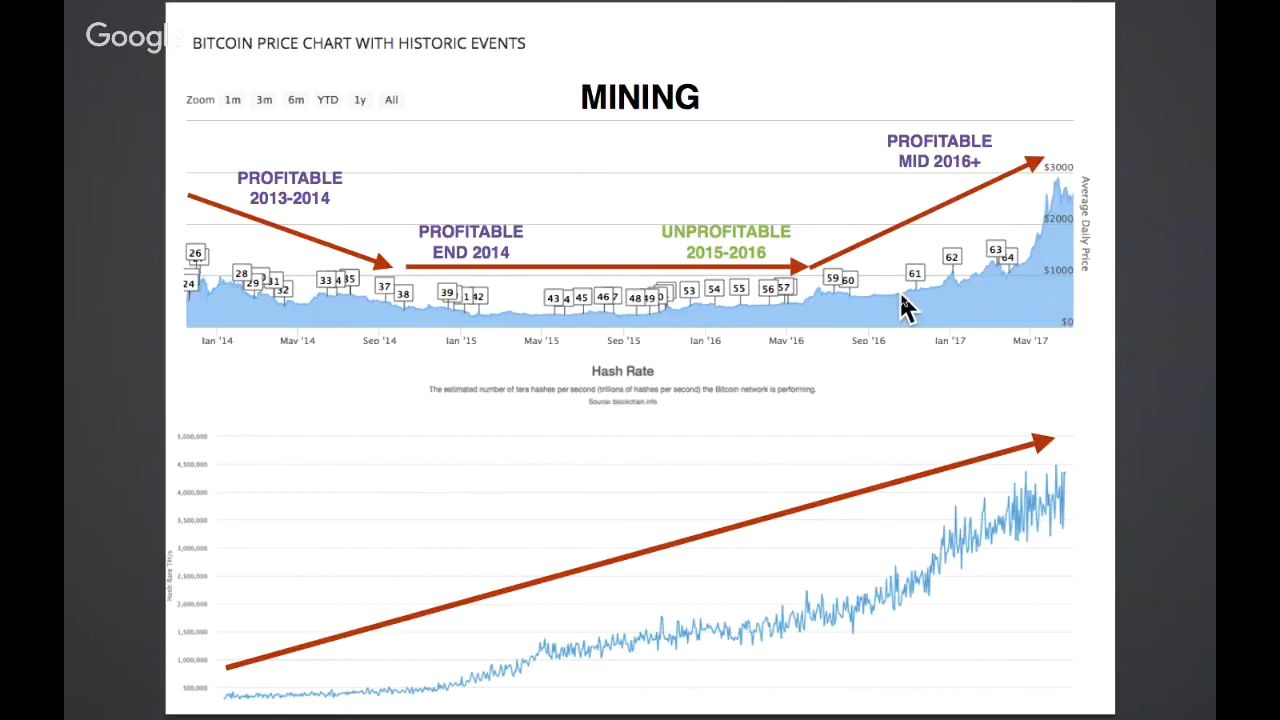 Google
BITCOIN PRICE CHART WITH HISTORIC EVENTS
Zoom 1m 3m 6m YTD 1y All
MINING
PROFITABLE
MID 2016+
PROFITABLE
2013-2014
PROFITABLE
END 2014
UNPROFITABLE
2015-2016
$3000
$2000
$1000
$0
Average Daily Price
26
24
28
29
31
32
33
35
37
38
39
42
43
45
46
48
49
53
54
55
56
57
59
60
61
62
63
64
Jan '14 May '14 Sep '14 Jan '15 May '15 Sep '15 Jan '16 May '16 Sep '16 Jan '17 May '17
Hash Rate
The estimated number of tera hashes per second (trillions of hashes per second) the Bitcoin network is performing.
Source: blockchain.info
5,000,000
4,500,000
4,000,000
3,500,000
3,000,000
2,500,000
2,000,000
1,500,000
1,000,000
500,000
Hash Rate TH/s